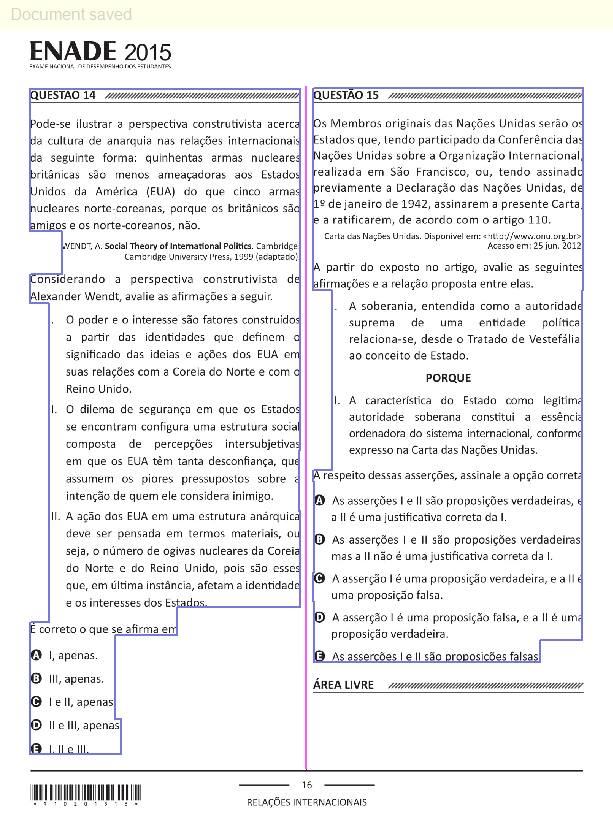 Document saved
ENADE 2015
EXAME NACIONAL DE DESEMPENHO DOS ESTUDANTES
QUESTÃO 14
Pode-se ilustrar a perspectiva construtivista acerca
da cultura de anarquia nas relações internacionais
da seguinte forma: quinhentas armas nucleares
britânicas são menos ameaçadoras aos Estados
Unidos da América (EUA) do que cinco armas
nucleares norte-coreanas, porque os britânicos são
amigos e os norte-coreanos, não.
WENDT, A. Social Theory of International Politics. Cambridge:
Cambridge University Press, 1999 (adaptado).
Considerando a perspectiva construtivista de
Alexander Wendt, avalie as afirmações a seguir.
I. O poder e o interesse são fatores construídos
a partir das identidades que definem o
significado das ideias e ações dos EUA em
suas relações com a Coreia do Norte e com o
Reino Unido.
II. O dilema de segurança em que os Estados
se encontram configura uma estrutura social
composta de percepções intersubjetivas
em que os EUA têm tanta desconfiança, que
assumem os piores pressupostos sobre a
intenção de quem ele considera inimigo.
III. A ação dos EUA em uma estrutura anárquica
deve ser pensada em termos materiais, ou
seja, o número de ogivas nucleares da Coreia
do Norte e do Reino Unido, pois são esses
que, em última instância, afetam a identidade
e os interesses dos Estados.
É correto o que se afirma em
A I, apenas.
B III, apenas.
C I e II, apenas.
D II e III, apenas.
E I, II e III.
QUESTÃO 15
Os Membros originais das Nações Unidas serão os
Estados que, tendo participado da Conferência das
Nações Unidas sobre a Organização Internacional,
realizada em São Francisco, ou, tendo assinado
previamente a Declaração das Nações Unidas, de
1º de janeiro de 1942, assinarem a presente Carta,
e a ratificarem, de acordo com o artigo 110.
Carta das Nações Unidas. Disponível em: <http://www.onu.org.br>.
Acesso em: 25 jun. 2012.
A partir do exposto no artigo, avalie as seguintes
afirmações e a relação proposta entre elas.
I. A soberania, entendida como a autoridade
suprema de uma entidade política,
relaciona-se, desde o Tratado de Vestefália,
ao conceito de Estado.
PORQUE
II. A característica do Estado como legítima
autoridade soberana constitui a essência
ordenadora do sistema internacional, conforme
expresso na Carta das Nações Unidas.
A respeito dessas asserções, assinale a opção correta.
A As asserções I e II são proposições verdadeiras, e
a II é uma justificativa correta da I.
B As asserções I e II são proposições verdadeiras,
mas a II não é uma justificativa correta da I.
C A asserção I é uma proposição verdadeira, e a II é
uma proposição falsa.
D A asserção I é uma proposição falsa, e a II é uma
proposição verdadeira.
E As asserções I e II são proposições falsas.
ÁREA LIVRE
16
RELAÇÕES INTERNACIONAIS